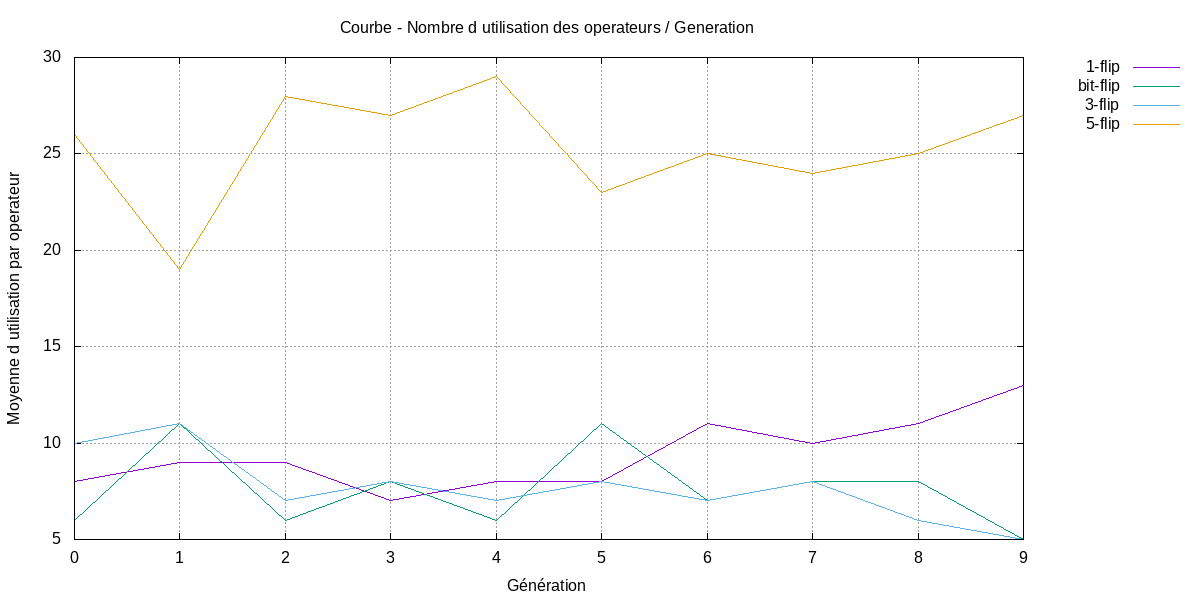 Courbe - Nombre d utilisation des operateurs / Generation
1-flip
bit-flip
3-flip
5-flip
Moyenne d utilisation par operateur
30
25
20
15
10
5
0 1 2 3 4 5 6 7 8 9
Génération